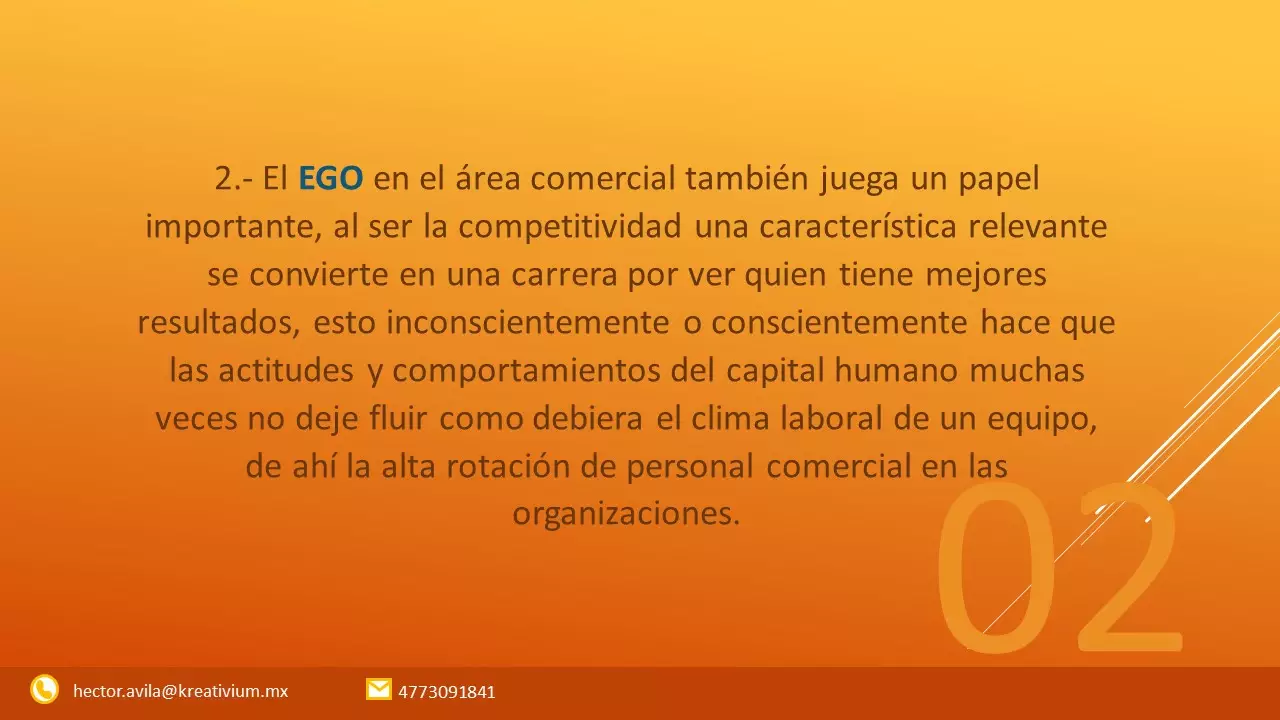 2.- El EGO en el área comercial también juega un papel
importante, al ser la competitividad una característica relevante
se convierte en una carrera por ver quien tiene mejores
resultados, esto inconscientemente o conscientemente hace que
las actitudes y comportamientos del capital humano muchas
veces no deje fluir como debiera el clima laboral de un equipo,
de ahí la alta rotación de personal comercial en las
organizaciones.
02
hector.avila@kreativium.mx
4773091841